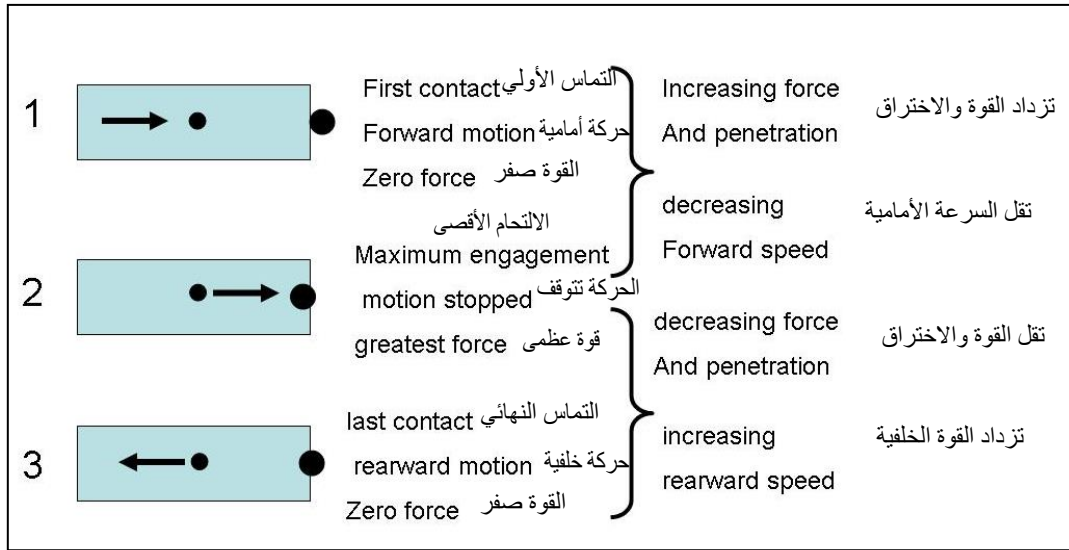 1
First contact التماس الأولي
Forward motion حركة أمامية
Zero force القوة صفر
Increasing force تزداد القوة والاختراق
And penetration
decreasing تقل السرعة الأمامية
Forward speed
2
الالتحام الأقصى
Maximum engagement
motion stopped الحركة تتوقف
greatest force قوة عظمى
decreasing force تقل القوة والاختراق
And penetration
3
last contact التماس النهائي
rearward motion حركة خلفية
Zero force القوة صفر
increasing تزداد القوة الخلفية
rearward speed